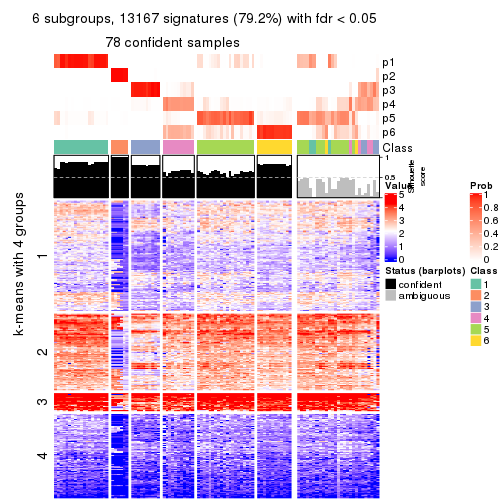 6 subgroups, 13167 signatures (79.2%) with fdr < 0.05
78 confident samples
p1
p2
p3
p4
p5
p6
Class
1
0.5
0
Silhouette
score
k-means with 4 groups
1
2
3
4
Value
5
4
3
2
1
0
Prob
1
0.8
0.6
0.4
0.2
0
Status (barplots)
confident
ambiguous
Class
1
2
3
4
5
6